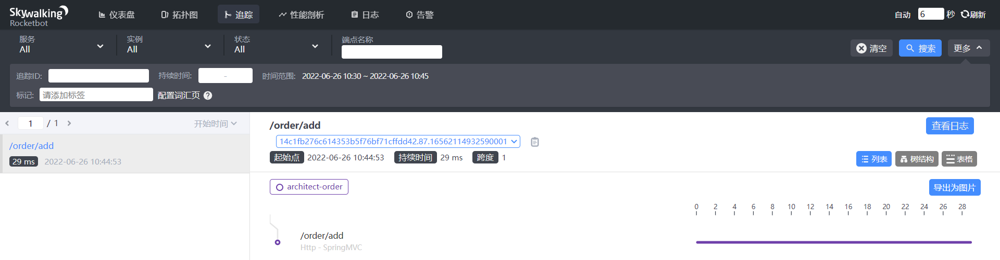 Skywalking
Rocketbot
仪表盘
拓扑图
追踪
性能剖析
日志
告警
自动 6 秒 刷新
服务
All
实例
All
状态
All
端点名称
清空
搜索
更多
追踪ID:
持续时间: -
时间范围: 2022-06-26 10:30 ~ 2022-06-26 10:45
标记: 请添加标签 配置词汇页 ?
1 / 1
开始时间
/order/add
29 ms 2022-06-26 10:44:53
/order/add
查看日志
14c1fb276c614353b5f76bf71cffdd42.87.16562114932590001
起始点 2022-06-26 10:44:53 持续时间 29 ms 跨度 1
列表 树结构 表格
architect-order
导出为图片
0 2 4 6 8 10 12 14 16 18 20 22 24 26 28
/order/add
Http - SpringMVC